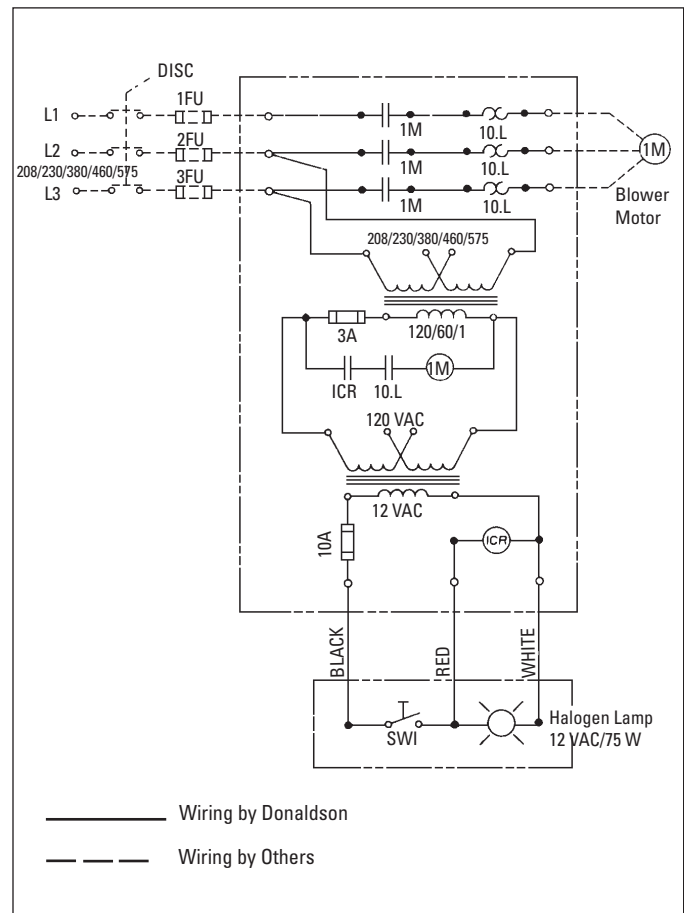 DISC
1FU
L1
1M
10.L
2FU
L2
1M
10.L
1M
208/230/380/460/575
3FU
L3
1M
10.L
Blower
Motor
208/230/380/460/575
3A
120/60/1
ICR
10.L
1M
120 VAC
12 VAC
10A
ICR
BLACK
RED
WHITE
SWI
Halogen Lamp
12 VAC/75 W
Wiring by Donaldson
Wiring by Others